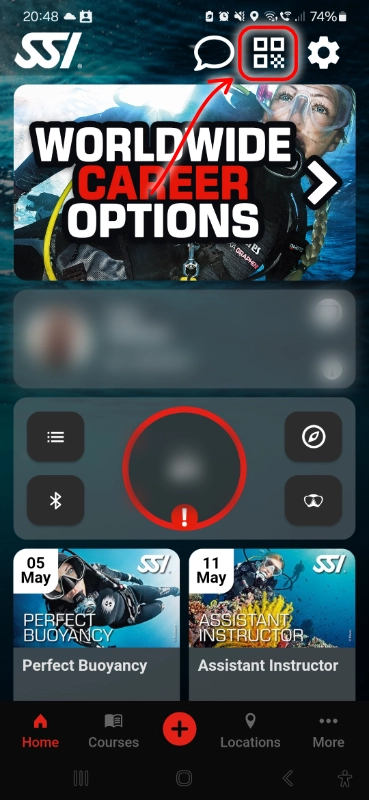 20:48
74%
SSI
WORLDWIDE
CAREER
OPTIONS
05
May
SSI
PERFECT
BUOYANCY
Perfect Buoyancy
11
May
SSI
ASSISTANT
INSTRUCTOR
Assistant Instructor
Home
Courses
Locations
More